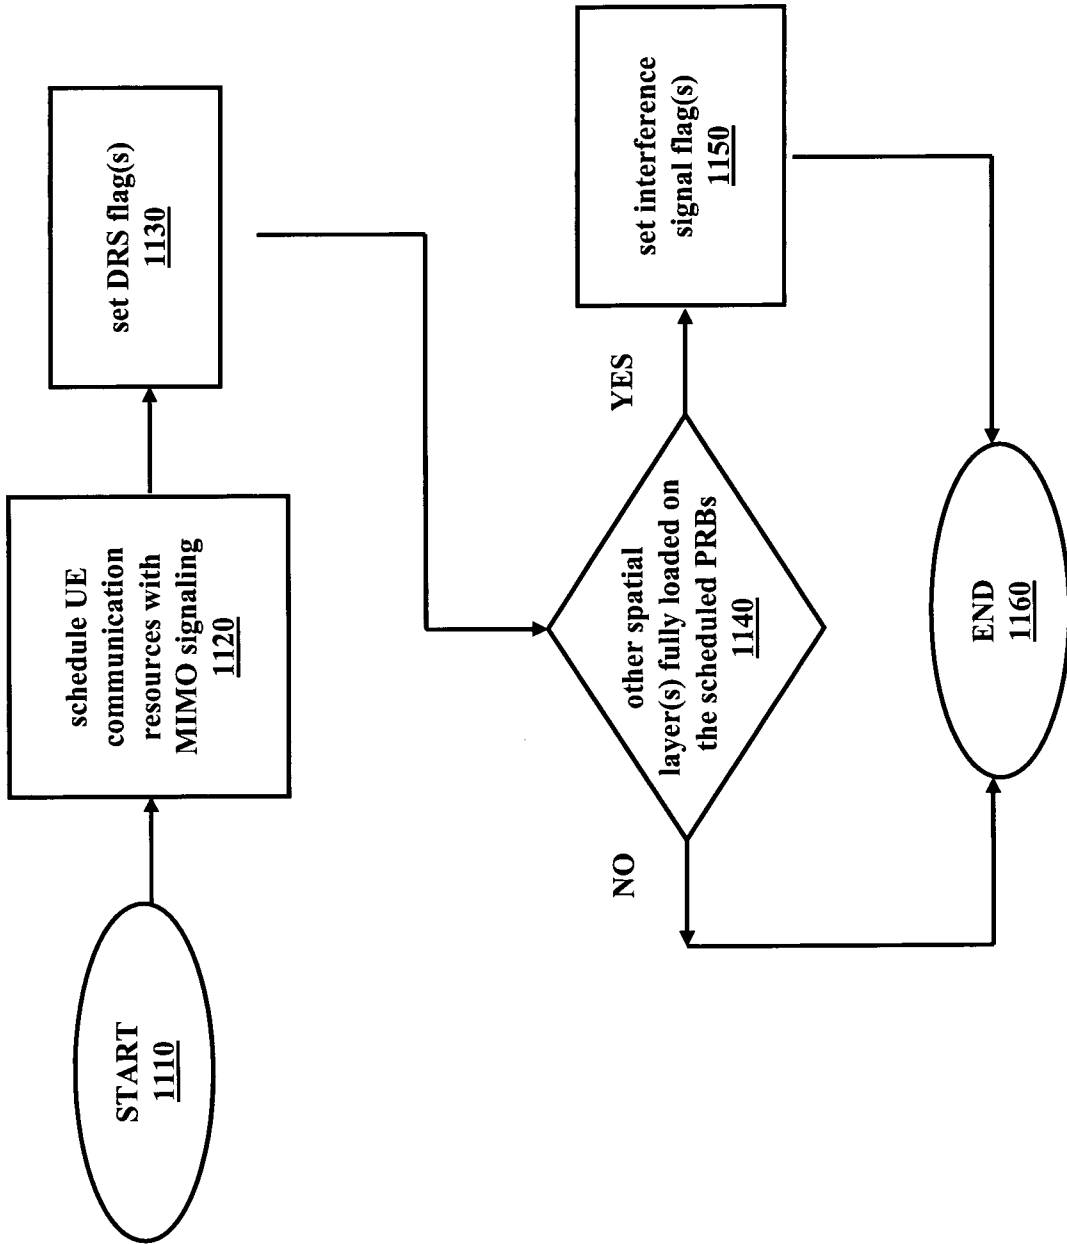 START
1110
schedule UE
communication
resources with
MIMO signaling
1120
set DRS flag(s)
1130
other spatial
layer(s) fully loaded on
the scheduled PRBs
1140
YES
NO
set interference
signal flag(s)
1150
END
1160